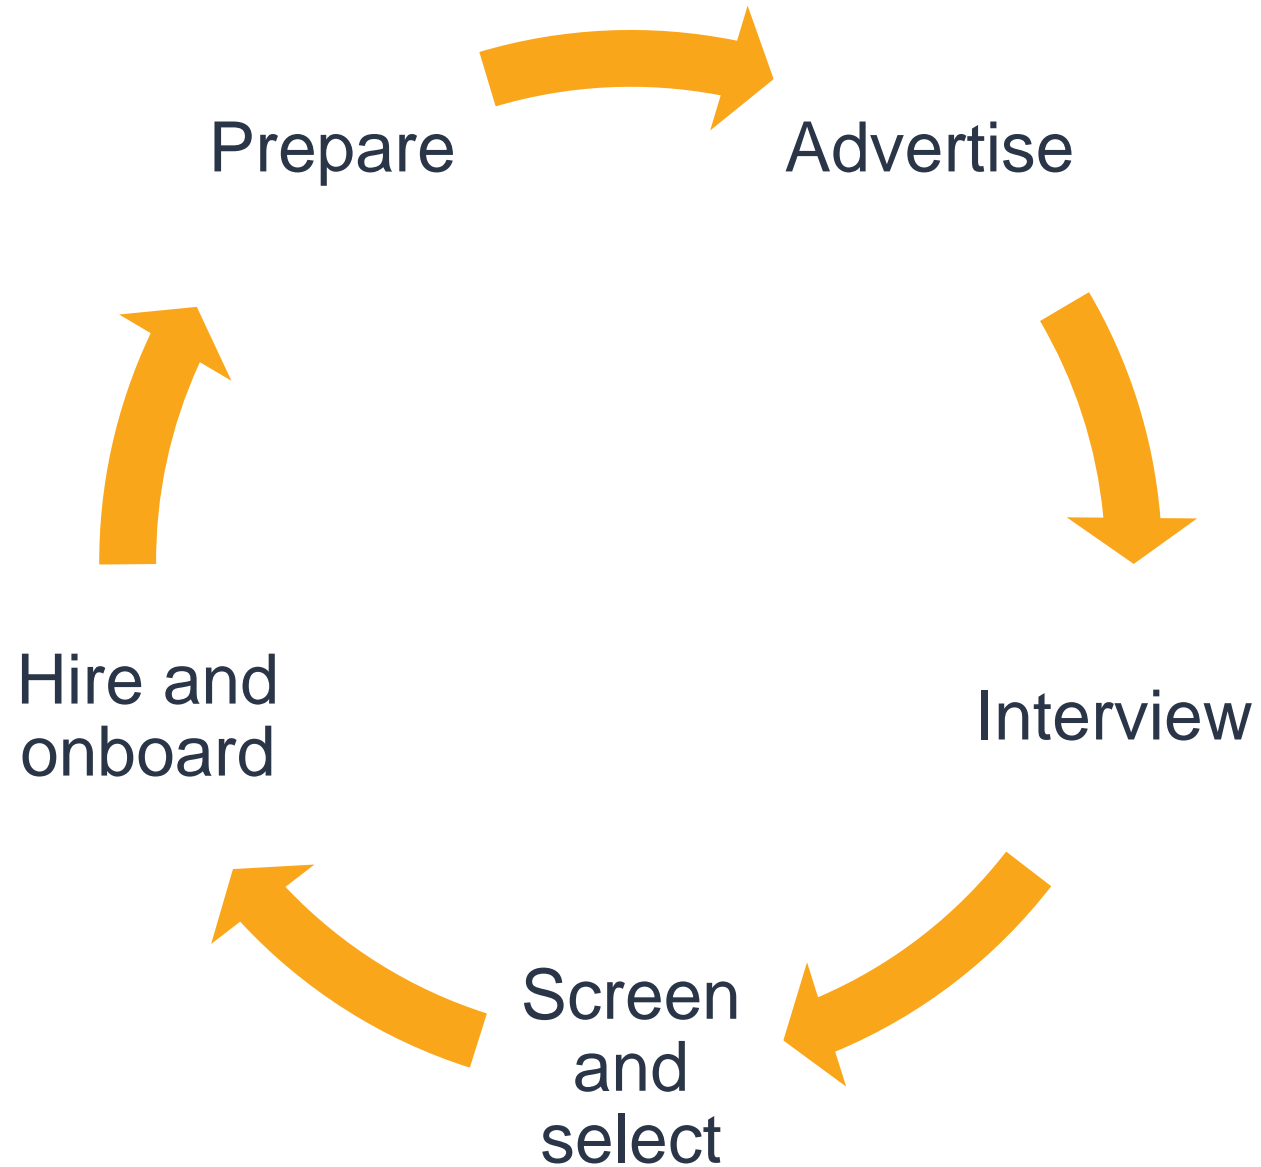 Prepare
Advertise
Interview
Screen
and
select
Hire and
onboard